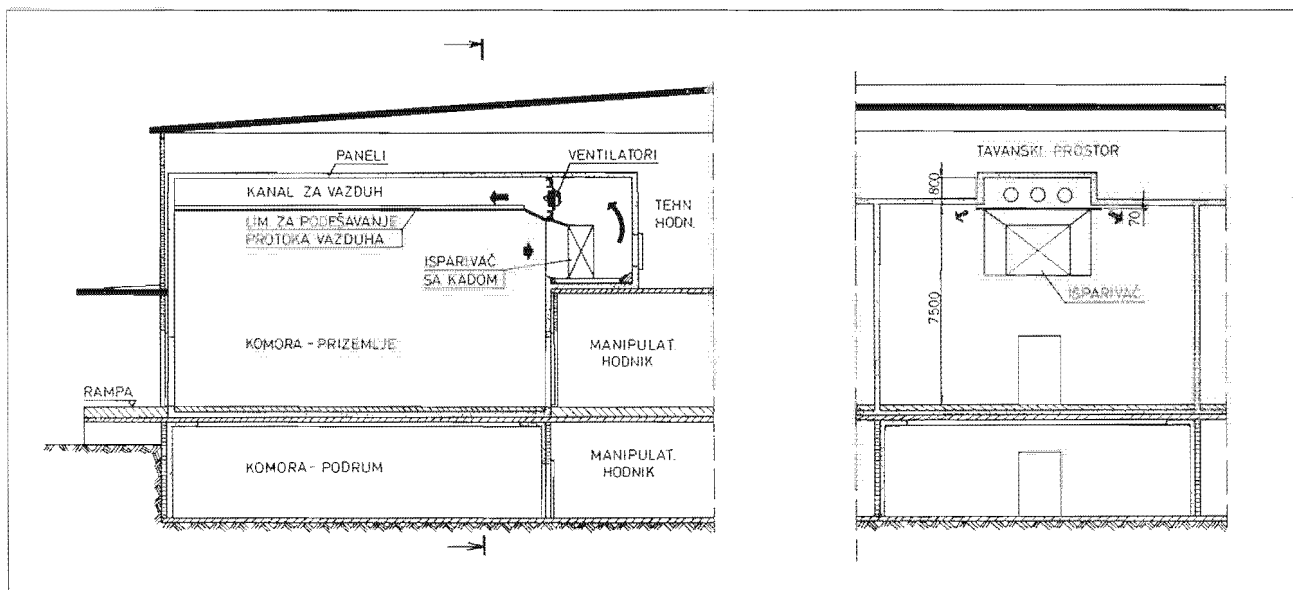 PANELI
VENTILATORI
KANAL ZA VAZDUH
LIM ZA PODEŠAVANJE
PROTOKA VAZDUHA
TEHN
HODN.
ISPARIVAČ
SA KADOM
KOMORA - PRIZEMLJE
MANIPULAT.
HODNIK
RAMPA
KOMORA - PODRUM
MANIPULAT.
HODNIK
TAVANSKI PROSTOR
800
70
ISPARIVAČ
7500